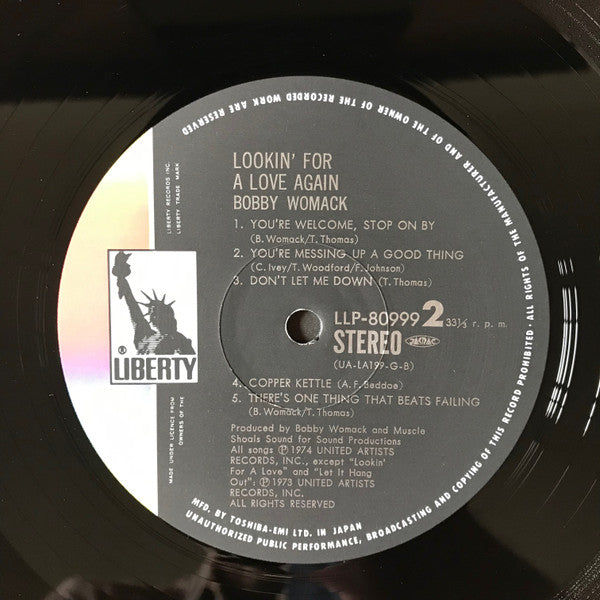 LOOKIN' FOR
A LOVE AGAIN
BOBBY WOMACK
1. YOU'RE WELCOME, STOP ON BY
(B. Womack/T. Thomas)
2. YOU'RE MESSING UP A GOOD THING
(C. Ivey/T. Woodford/F. Johnson)
3. DON'T LET ME DOWN (T. Thomas)
LLP-80999 2 33⅓ r. p. m.
STEREO JASRAC
(UA-LA199-G-B)
4. COPPER KETTLE (A. F. Beddoe)
5. THERE'S ONE THING THAT BEATS FAILING
(B. Womack/T. Thomas)
Produced by Bobby Womack and Muscle
Shoals Sound for Sound Productions
All songs ℗ 1974 UNITED ARTISTS
RECORDS, INC., except "Lookin'
For A Love" and "Let It Hang
Out": ℗ 1973 UNITED ARTISTS
RECORDS, INC.
ALL RIGHTS RESERVED
® LIBERTY
LIBERTY RECORDS INC.
LIBERTY TRADE MARK
MADE UNDER LICENCE FROM
OWNERS OF THE
MFD. BY TOSHIBA-EMI LTD. IN JAPAN
ALL RIGHTS OF THE MANUFACTURER AND OF THE OWNER OF THE RECORDED WORK ARE RESERVED
UNAUTHORIZED PUBLIC PERFORMANCE, BROADCASTING AND COPYING OF THIS RECORD PROHIBITED ·